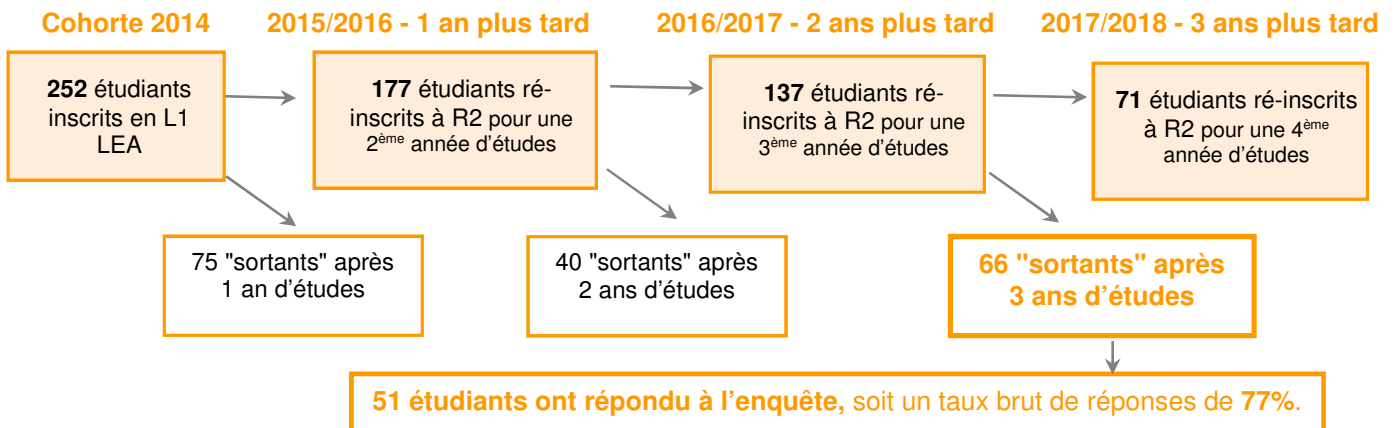 Cohorte 2014
2015/2016 - 1 an plus tard
2016/2017 - 2 ans plus tard
2017/2018 - 3 ans plus tard
252 étudiants
inscrits en L1
LEA
177 étudiants ré-
inscrits à R2 pour une
2ème année d'études
137 étudiants ré-
inscrits à R2 pour une
3ème année d'études
71 étudiants ré-inscrits
à R2 pour une 4ème
année d'études
75 "sortants" après
1 an d'études
40 "sortants" après
2 ans d'études
66 "sortants" après
3 ans d'études
51 étudiants ont répondu à l'enquête, soit un taux brut de réponses de 77%.